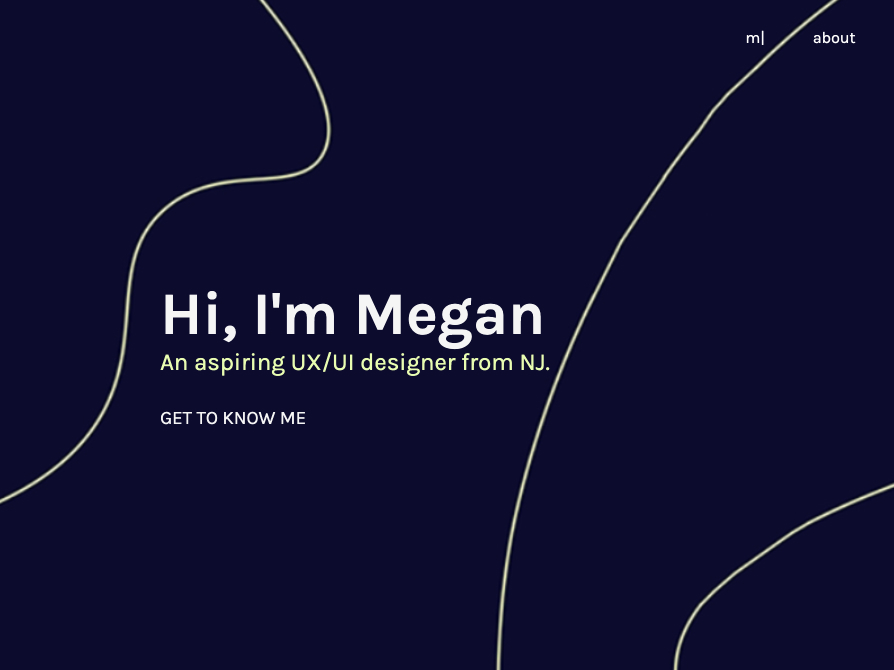 m| about
Hi, I'm Megan
An aspiring UX/UI designer from NJ.
GET TO KNOW ME